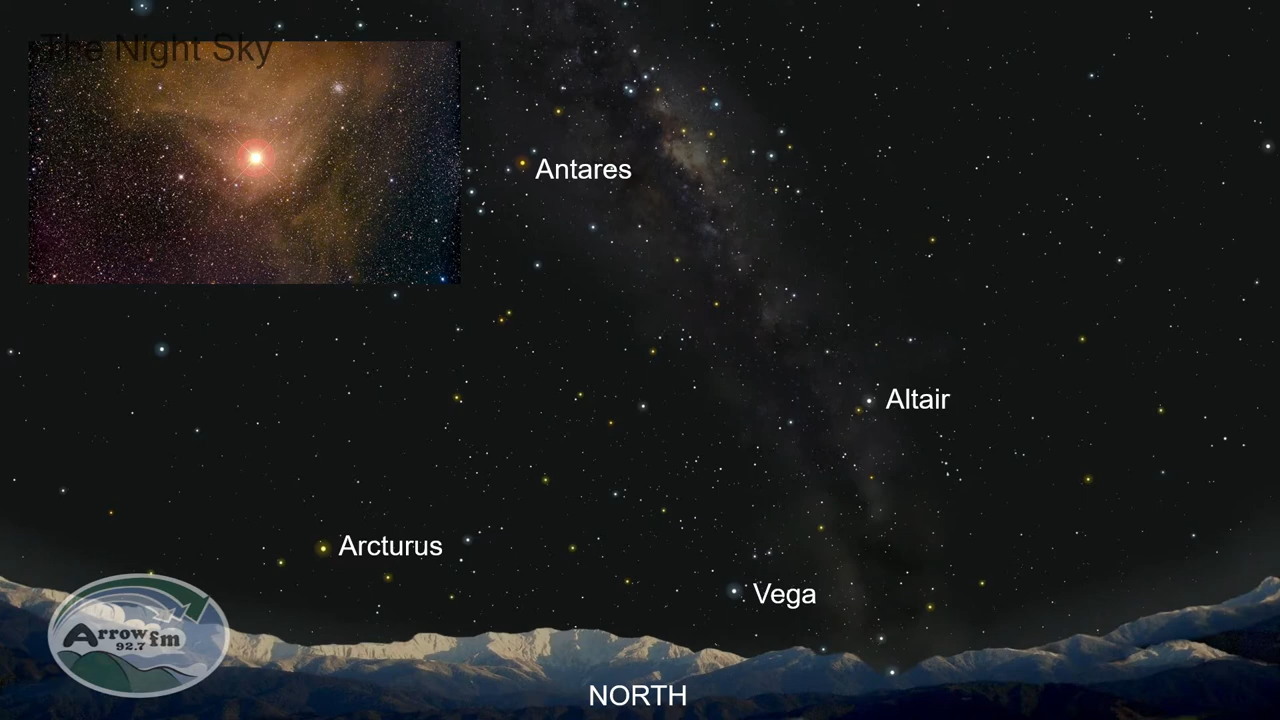 The Night Sky
Antares
Altair
Arcturus
Vega
Arrow fm
92.7
NORTH